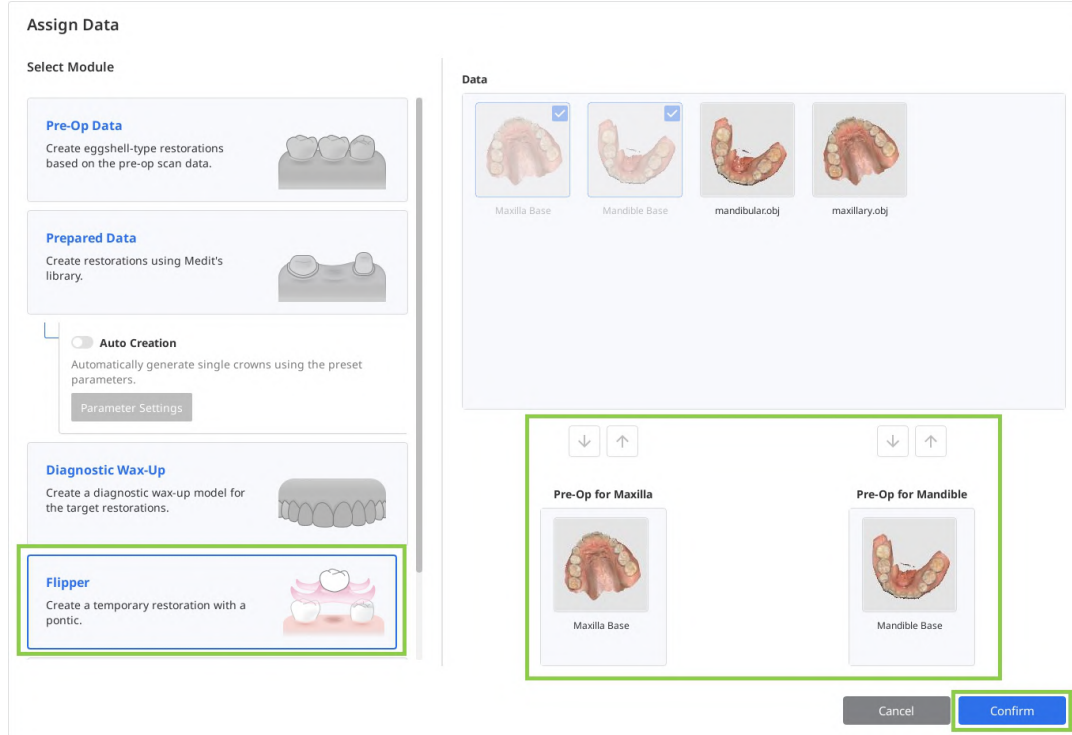 Assign Data
Select Module
Pre-Op Data
Create eggshell-type restorations
based on the pre-op scan data.
Prepared Data
Create restorations using Medit's
library.
Auto Creation
Automatically generate single crowns using the preset
parameters.
Parameter Settings
Diagnostic Wax-Up
Create a diagnostic wax-up model for
the target restorations.
Flipper
Create a temporary restoration with a
pontic.
Data
Maxilla Base
Mandible Base
mandibular.obj
maxillary.obj
Pre-Op for Maxilla
Pre-Op for Mandible
Maxilla Base
Mandible Base
Cancel
Confirm